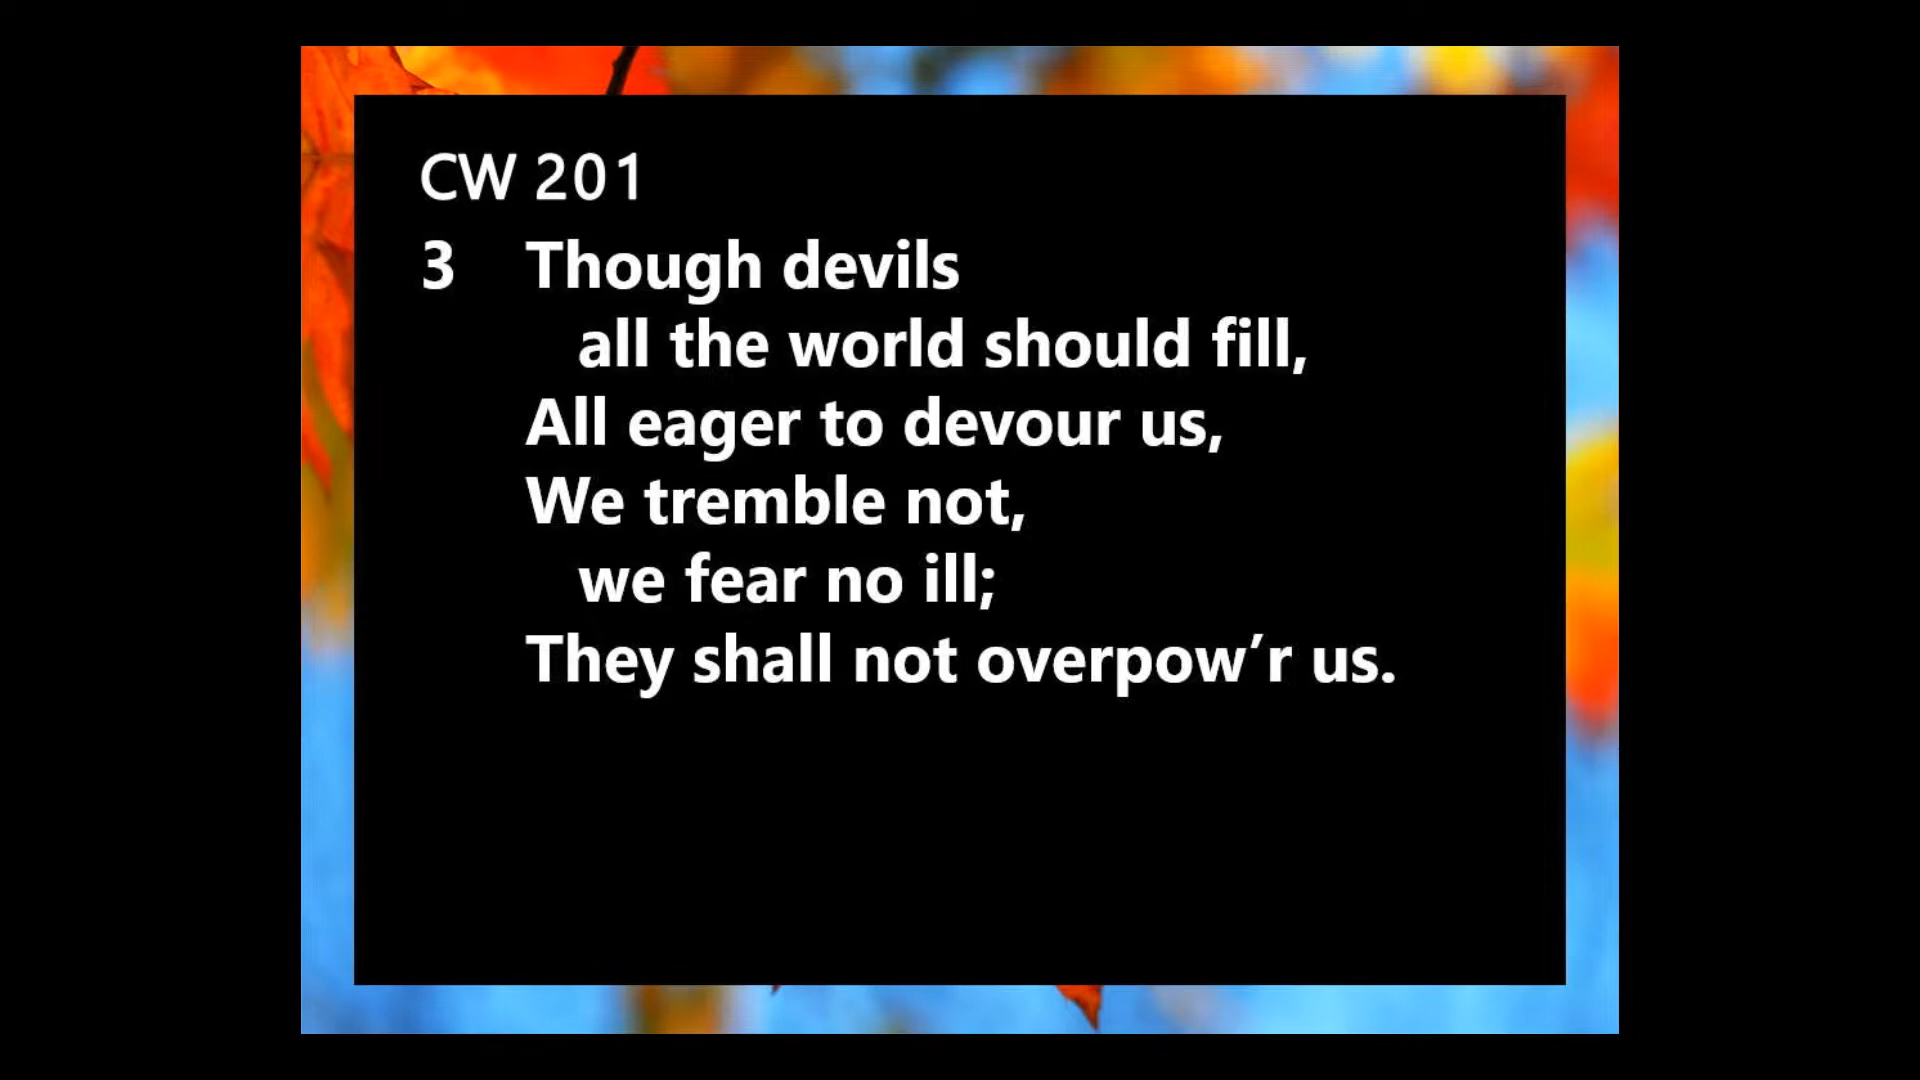 CW 201
3 Though devils
all the world should fill,
All eager to devour us,
We tremble not,
we fear no ill;
They shall not overpow’r us.